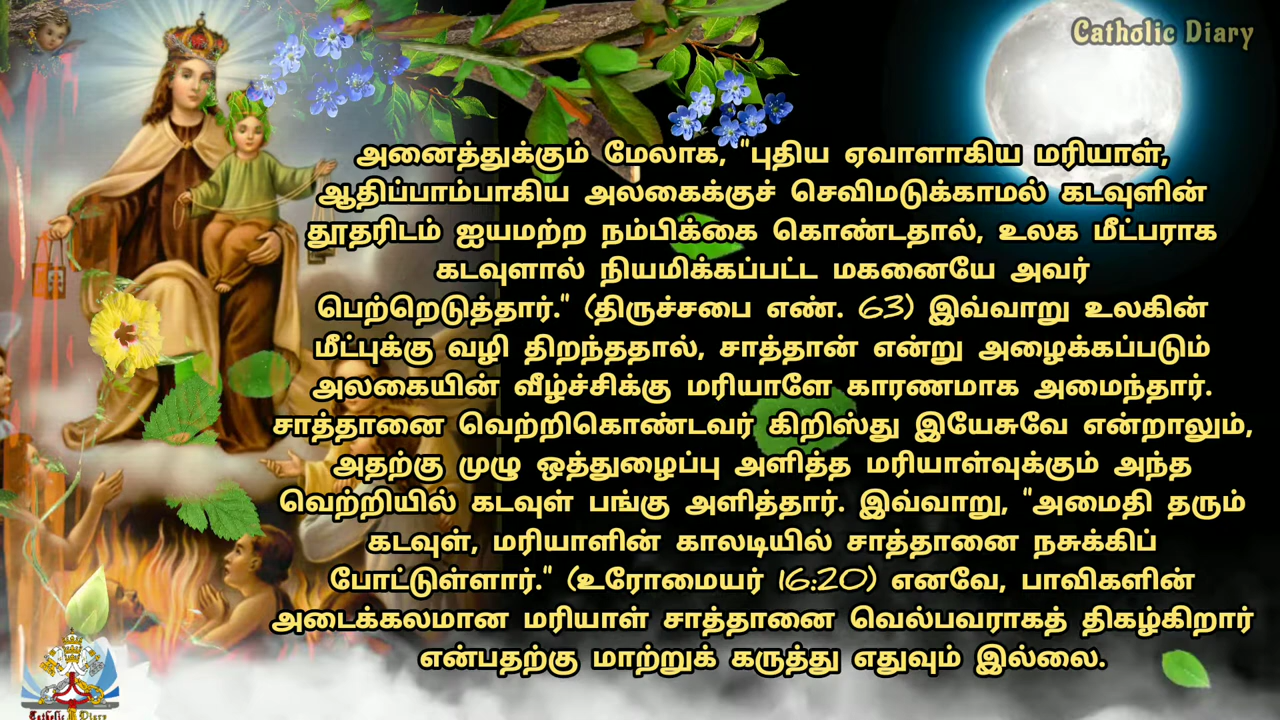 Catholic Diary
அனைத்துக்கும் மேலாக, "புதிய ஏவாளாகிய மரியாள்,
ஆதிப்பாம்பாகிய அலகைக்குச் செவிமடுக்காமல் கடவுளின்
தூதரிடம் ஐயமற்ற நம்பிக்கை கொண்டதால், உலக மீட்பராக
கடவுளால் நியமிக்கப்பட்ட மகனையே அவர்
பெற்றெடுத்தார்." (திருச்சபை எண். 63) இவ்வாறு உலகின்
மீட்புக்கு வழி திறந்ததால், சாத்தான் என்று அழைக்கப்படும்
அலகையின் வீழ்ச்சிக்கு மரியாளே காரணமாக அமைந்தார்.
சாத்தானை வெற்றிகொண்டவர் கிறிஸ்து இயேசுவே என்றாலும்,
அதற்கு முழு ஒத்துழைப்பு அளித்த மரியாள்வுக்கும் அந்த
வெற்றியில் கடவுள் பங்கு அளித்தார். இவ்வாறு, "அமைதி தரும்
கடவுள், மரியாளின் காலடியில் சாத்தானை நசுக்கிப்
போட்டுள்ளார்." (உரோமையர் 16:20) எனவே, பாவிகளின்
அடைக்கலமான மரியாள் சாத்தானை வெல்பவராகத் திகழ்கிறார்
என்பதற்கு மாற்றுக் கருத்து எதுவும் இல்லை.
Catholic Diary